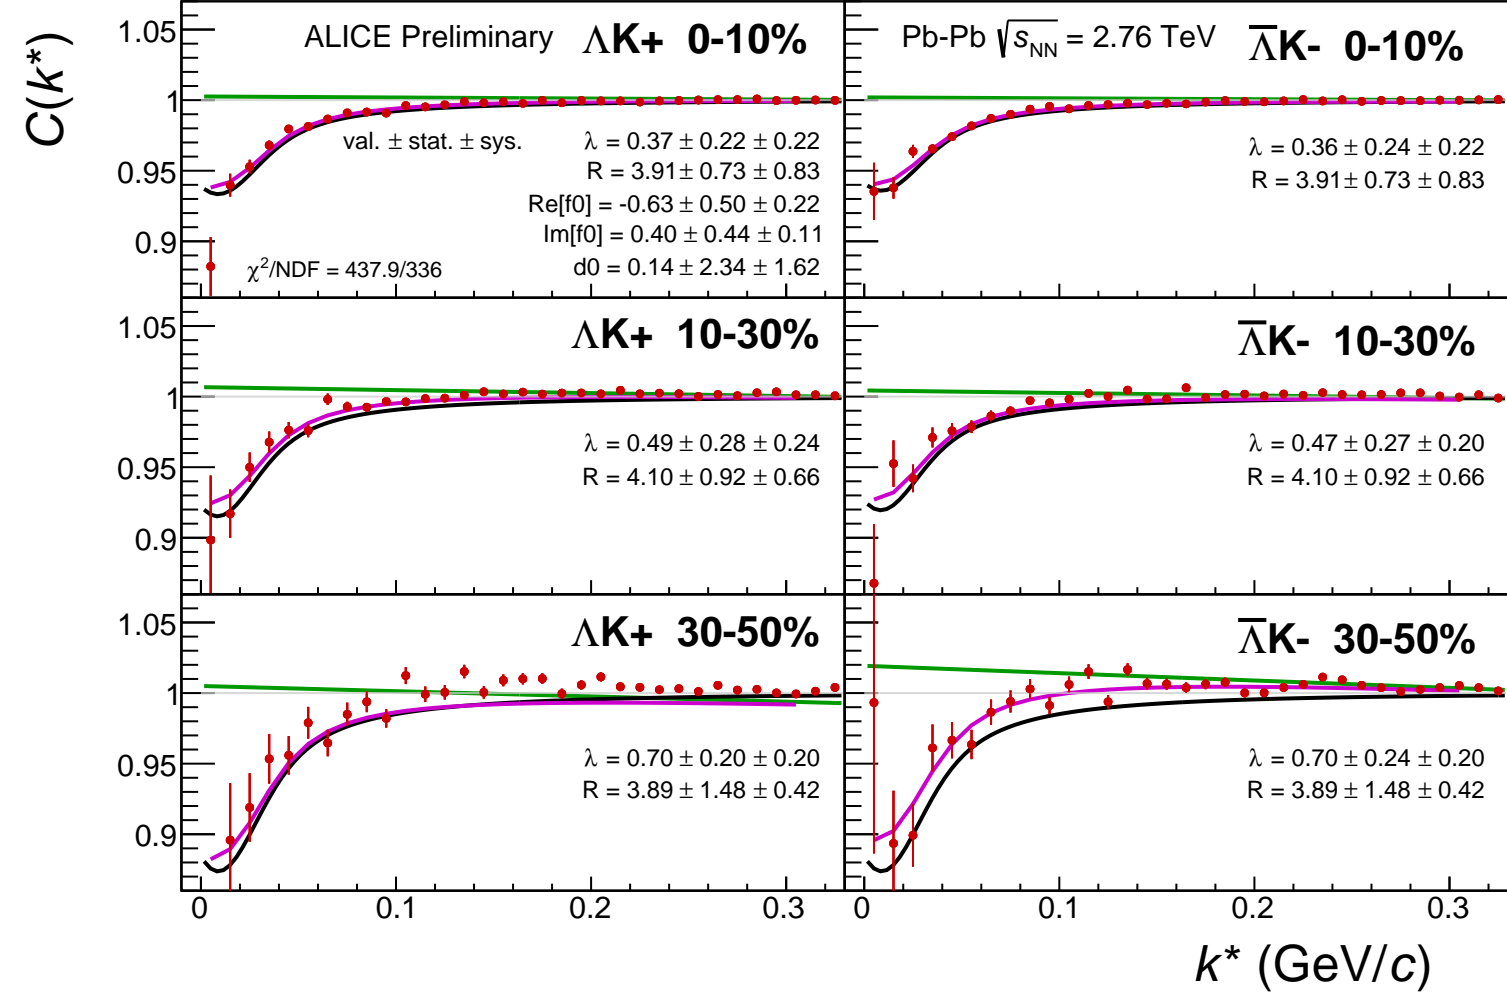 C(k*)
ALICE Preliminary ΛK+ 0-10%
1.05
1
0.95
0.9
val. ± stat. ± sys.
λ = 0.37 ± 0.22 ± 0.22
R = 3.91 ± 0.73 ± 0.83
Re[f0] = -0.63 ± 0.50 ± 0.22
Im[f0] = 0.40 ± 0.44 ± 0.11
d0 = 0.14 ± 2.34 ± 1.62
χ²/NDF = 437.9/336
Pb-Pb √sNN = 2.76 TeV Λ̅K- 0-10%
λ = 0.36 ± 0.24 ± 0.22
R = 3.91 ± 0.73 ± 0.83
ΛK+ 10-30%
1.05
1
0.95
0.9
λ = 0.49 ± 0.28 ± 0.24
R = 4.10 ± 0.92 ± 0.66
Λ̅K- 10-30%
λ = 0.47 ± 0.27 ± 0.20
R = 4.10 ± 0.92 ± 0.66
ΛK+ 30-50%
1.05
1
0.95
0.9
λ = 0.70 ± 0.20 ± 0.20
R = 3.89 ± 1.48 ± 0.42
Λ̅K- 30-50%
λ = 0.70 ± 0.24 ± 0.20
R = 3.89 ± 1.48 ± 0.42
0 0.1 0.2 0.3
0 0.1 0.2 0.3
k* (GeV/c)